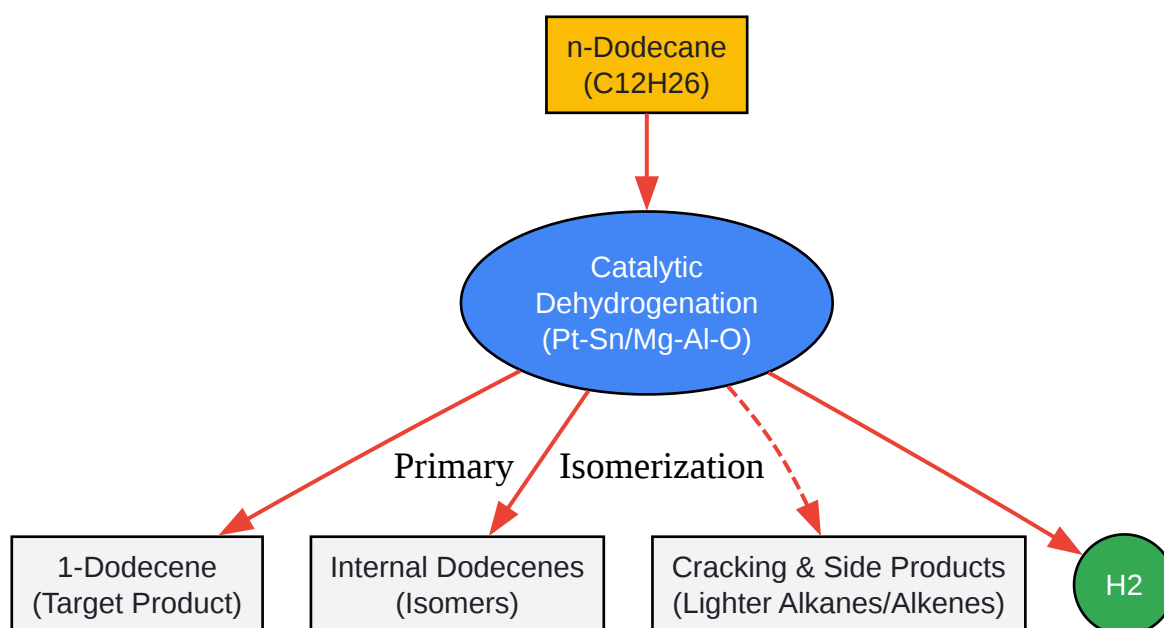 n-Dodecane
(C12H26)
Catalytic
Dehydrogenation
(Pt-Sn/Mg-Al-O)
Primary
Isomerization
1-Dodecene
(Target Product)
Internal Dodecenes
(Isomers)
Cracking & Side Products
(Lighter Alkanes/Alkenes)
H2